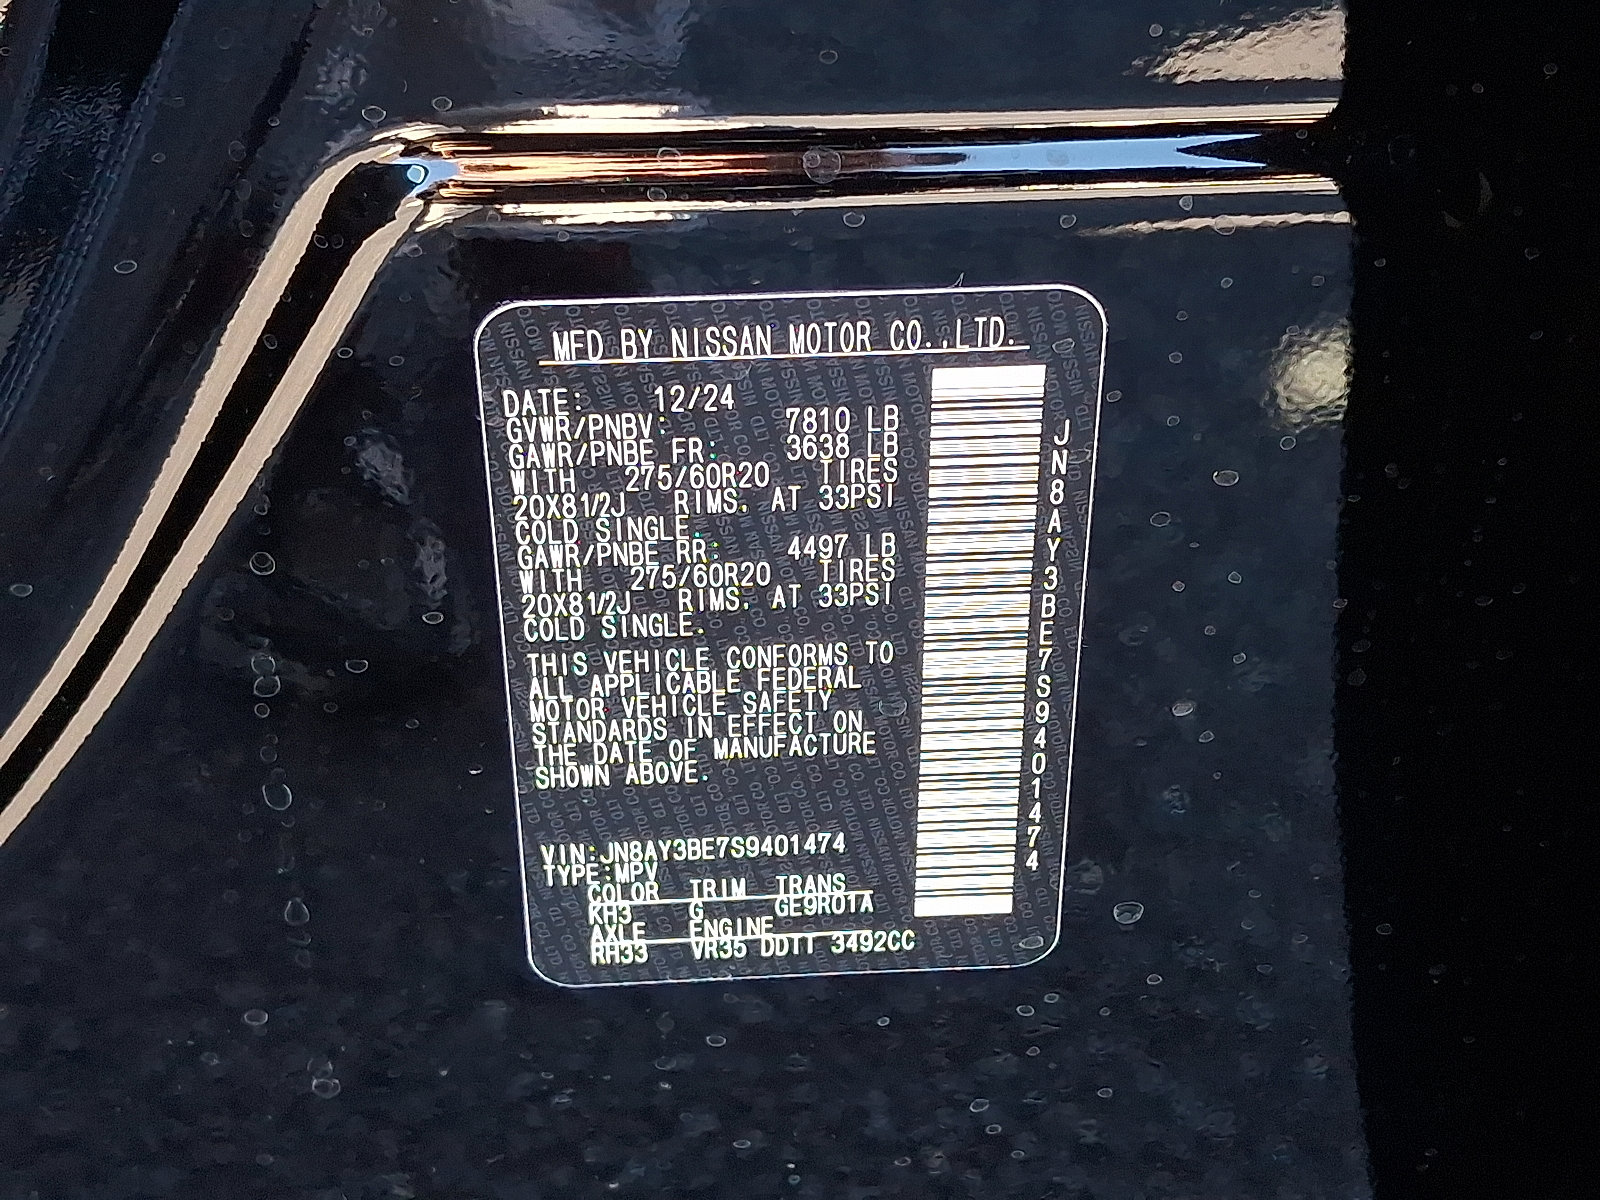 MFD BY NISSAN MOTOR CO.,LTD.
DATE: 12/24
GVWR/PNBV: 7810 LB
GAWR/PNBE FR: 3638 LB
WITH 275/60R20 TIRES
20X81/2J RIMS. AT 33PSI
COLD SINGLE.
GAWR/PNBE RR: 4497 LB
WITH 275/60R20 TIRES
20X81/2J RIMS. AT 33PSI
COLD SINGLE.
THIS VEHICLE CONFORMS TO
ALL APPLICABLE FEDERAL
MOTOR VEHICLE SAFETY
STANDARDS IN EFFECT ON
THE DATE OF MANUFACTURE
SHOWN ABOVE.
VIN:JN8AY3BE7S9401474
TYPE:MPV
COLOR TRIM TRANS
KH3 G GE9R01A
AXLE ENGINE
RH33 VR35 DDTT 3492CC
JN8AY3BE7S9401474